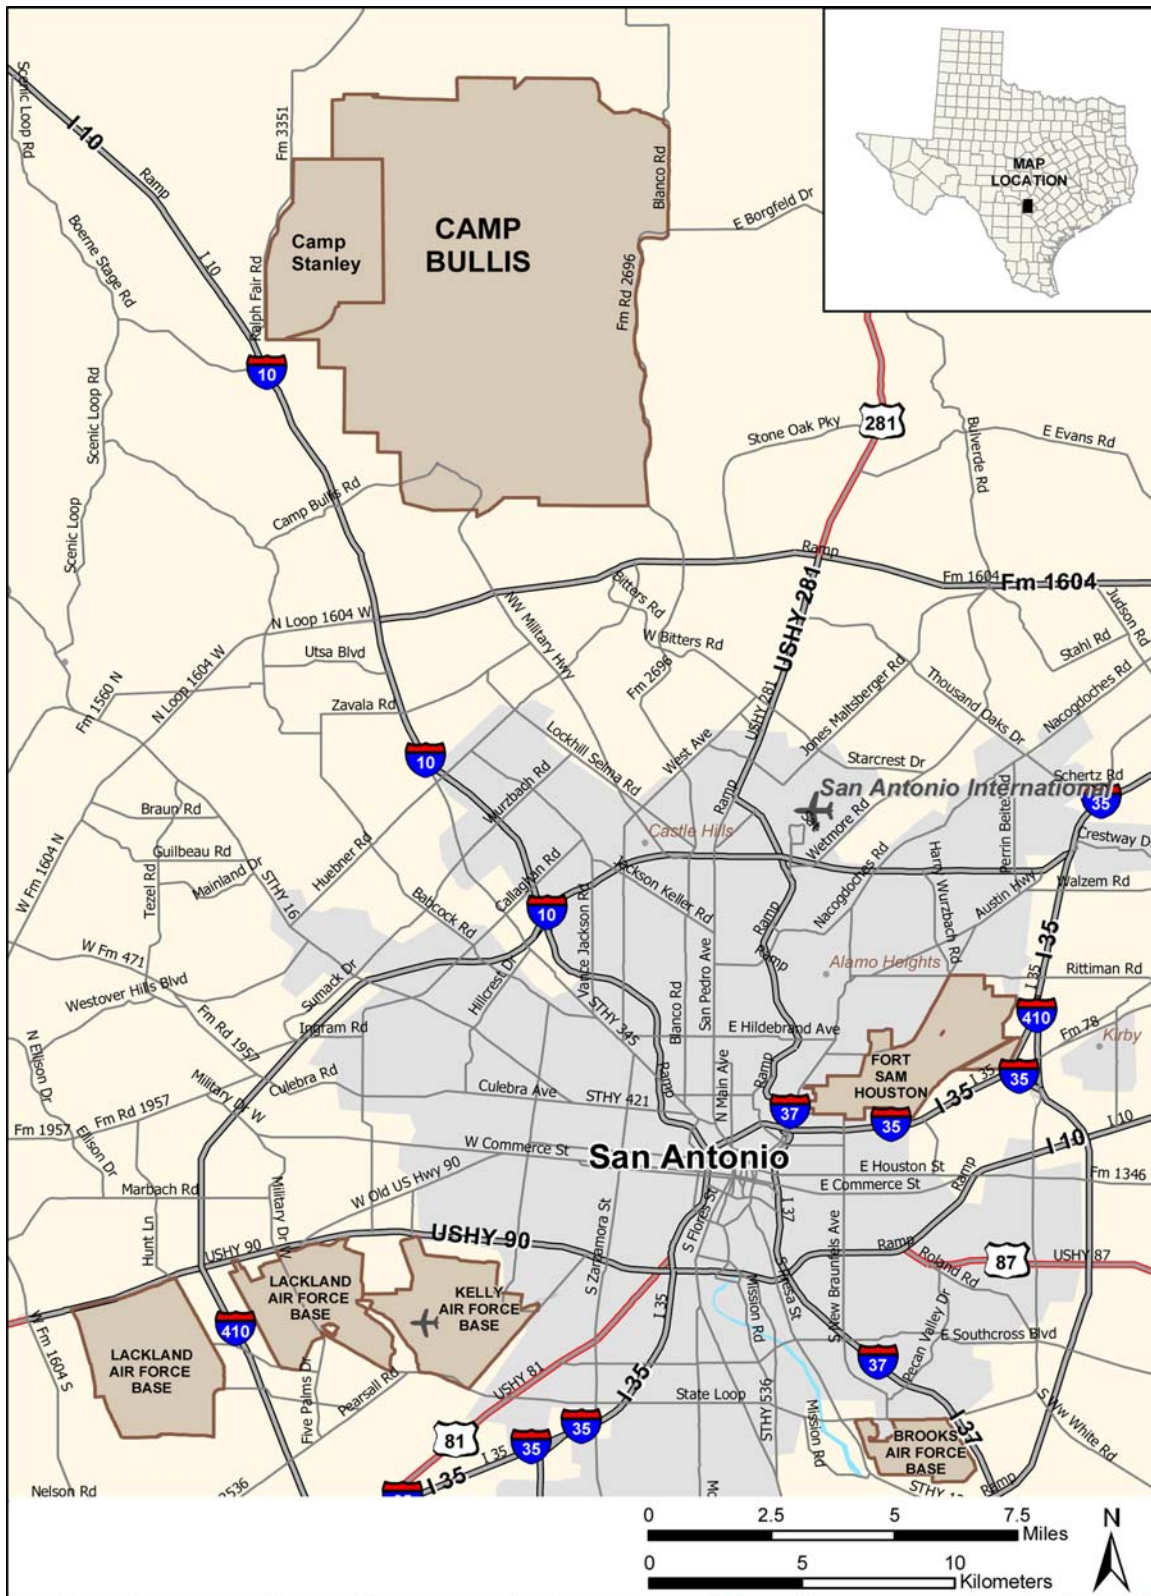 Scenic Loop Rd
I 10
Ramp
Fm 3351
Blanco Rd
MAP
LOCATION
CAMP
BULLIS
Camp
Stanley
E Borgfeld Dr
Boerne Stage Rd
I 10
Ralph Fair Rd
Fm Rd 2696
10
Scenic Loop Rd
281
Stone Oak Pky
E Evans Rd
Bulverde Rd
Camp Bullis Rd
Scenic Loop
Ramp
Fm 1604
Fm 1604
Bitters Rd
NW Military Hwy
N Loop 1604 W
USHY 281
Judson Rd
W Bitters Rd
Stahl Rd
Utsa Blvd
N Loop 1604 W
Fm 2696
Fm 1560 N
Zavala Rd
USHY 281
Jones Maltsberger Rd
Thousand Oaks Dr
Nacogdoches Rd
Lockhill Selma Rd
West Ave
10
Starcrest Dr
Wurzbach Rd
Schertz Rd
San Antonio International
35
Ramp
Braun Rd
Castle Hills
Wetmore Rd
Perrin Beitel Rd
Crestway D
W Fm 1604 N
Guilbeau Rd
Mainland Dr
Tezel Rd
Huebner Rd
Callaghan Rd
Jackson Keller Rd
Nacogdoches Rd
Harry Wurzbach Rd
Austin Hwy
Walzem Rd
STHY 16
Babcock Rd
10
Vance Jackson Rd
Ramp
I 35
W Fm 471
San Pedro Ave
Ramp
Alamo Heights
Rittiman Rd
I 35
Westover Hills Blvd
Sumack Dr
Hillcrest Dr
STHY 345
Blanco Rd
410
Fm Rd 1957
Ingram Rd
E Hildebrand Ave
Fm 78
Kirby
N Ellison Dr
FORT
SAM
HOUSTON
I 35
35
Culebra Rd
Culebra Ave
Ramp
Ramp
Military Dr W
STHY 421
N Main Ave
37
I 35
35
Fm Rd 1957
Fm 1957
I 10
I 10
W Commerce St
San Antonio
Ellison Dr
E Houston St
Ramp
Fm 1346
W Old US Hwy 90
E Commerce St
Marbach Rd
Military Dr W
S Flores St
I 37
Hunt Ln
S Zarzamora St
S New Braunfels Ave
USHY 90
USHY 90
Ramp
Roland Rd
87
USHY 87
LACKLAND
AIR FORCE
BASE
KELLY
AIR FORCE
BASE
I 35
Mission Rd
S Presa St
Pecan Valley Dr
W Fm 1604 S
410
E Southcross Blvd
LACKLAND
AIR FORCE
BASE
37
Five Palms Dr
Pearsall Rd
USHY 81
I 35
State Loop
STHY 536
Mission Rd
S Ww White Rd
81
35
35
BROOKS
AIR FORCE
BASE
I 37
I 35
I 35
Nelson Rd
2536
Ramp
0 2.5 5 7.5
Miles
0 5 10
Kilometers
N